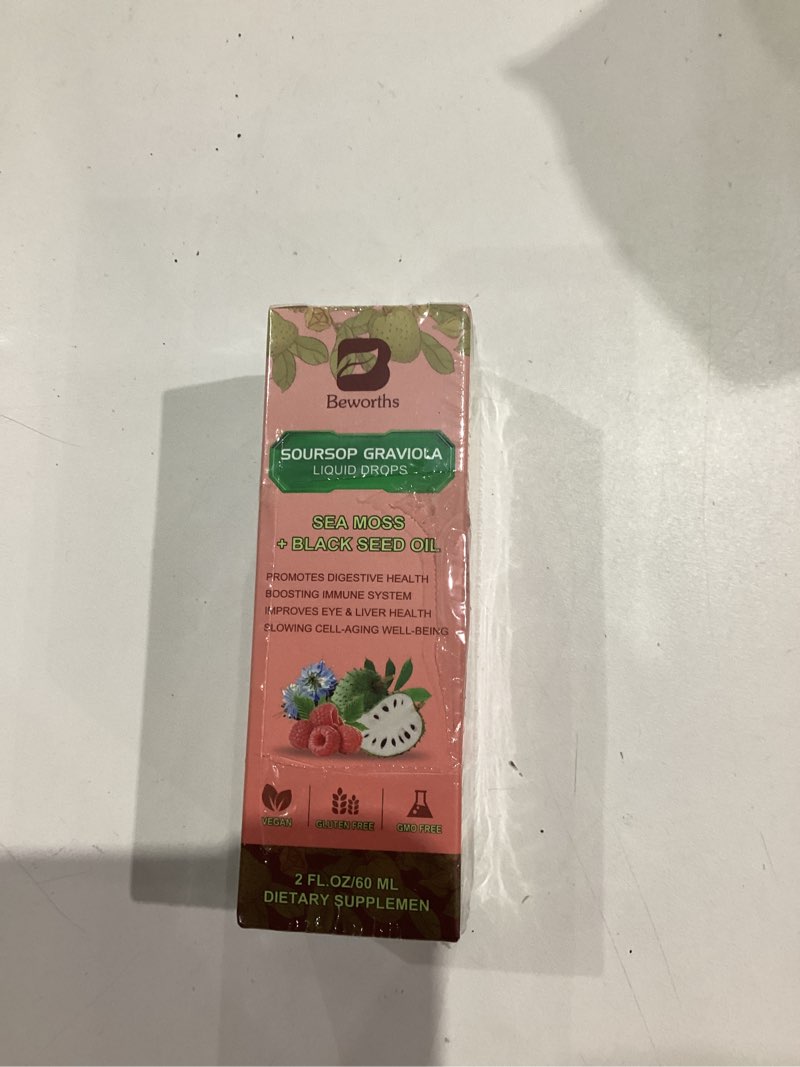 Beworths
SOURSOP GRAVIOLA
LIQUID DROPS
SEA MOSS
+ BLACK SEED OIL
PROMOTES DIGESTIVE HEALTH
BOOSTING IMMUNE SYSTEM
IMPROVES EYE & LIVER HEALTH
SLOWING CELL-AGING WELL-BEING
VEGAN
GLUTEN FREE
GMO FREE
2 FL.OZ/60 ML
DIETARY SUPPLEMEN